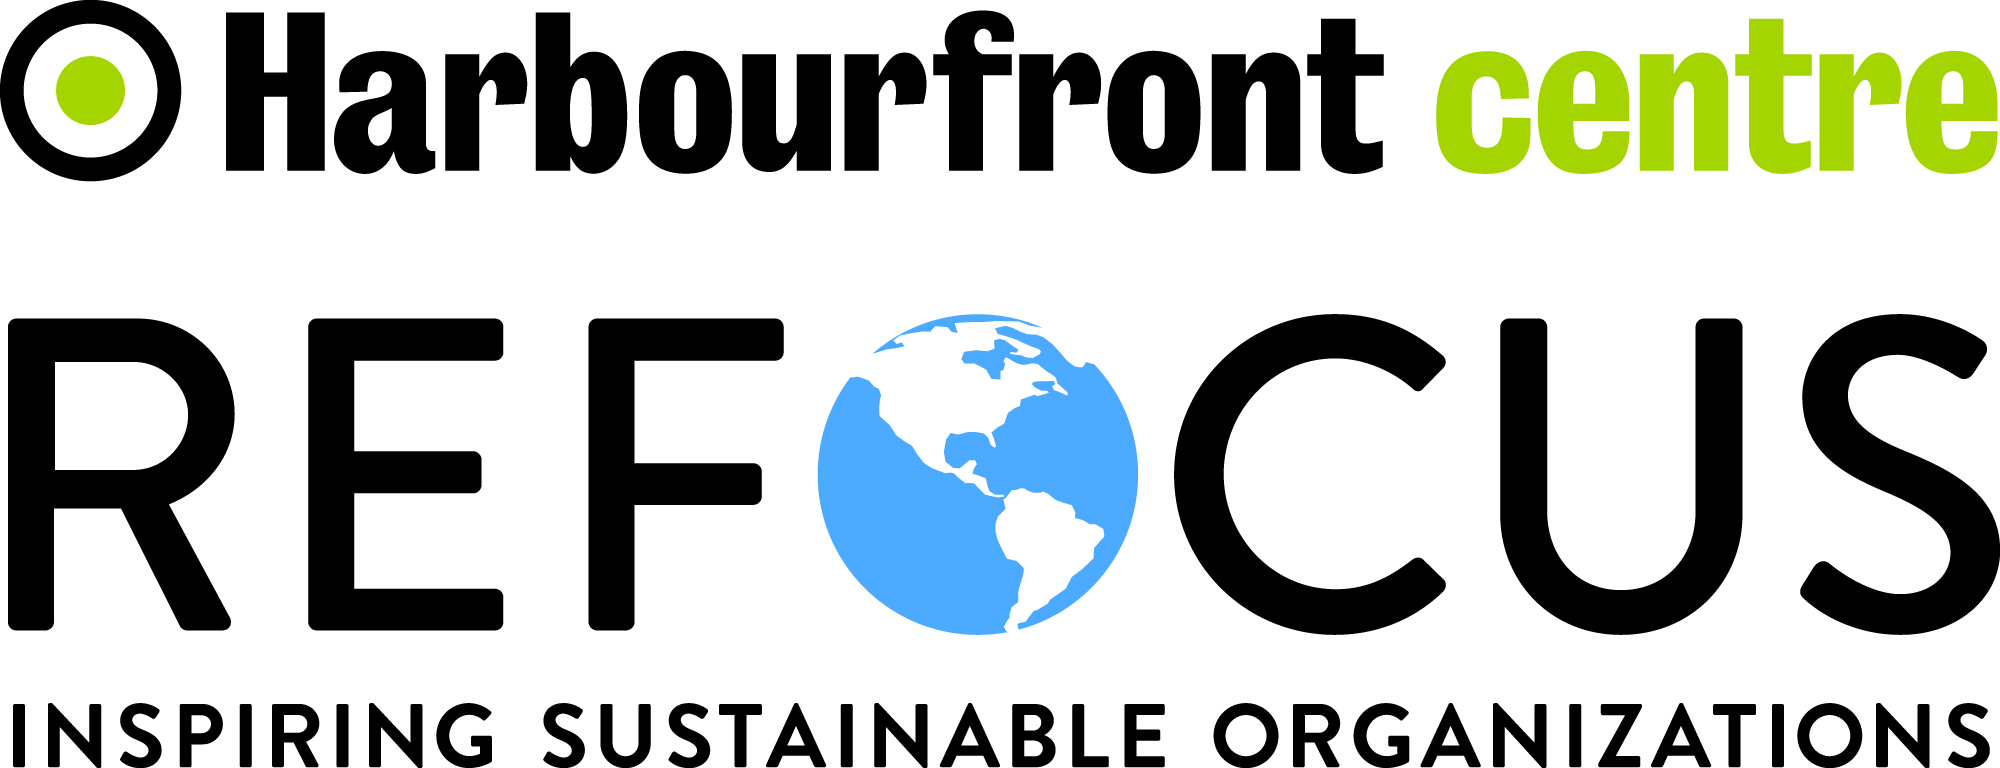 Harbourfront centre
REFOCUS
INSPIRING SUSTAINABLE ORGANIZATIONS